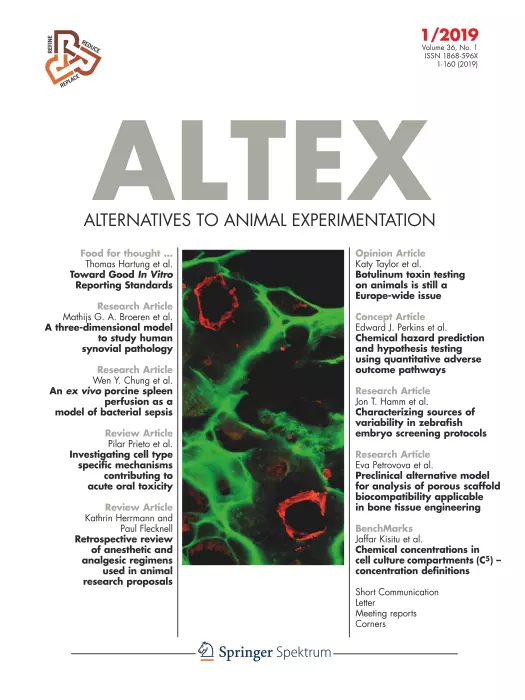 REFINE
REDUCE
REPLACE
1/2019
Volume 36, No. 1
ISSN 1868-596X
1-160 (2019)
ALTEX
ALTERNATIVES TO ANIMAL EXPERIMENTATION
Food for thought ...
Thomas Hartung et al.
Toward Good In Vitro
Reporting Standards
Research Article
Mathijs G. A. Broeren et al.
A three-dimensional model
to study human
synovial pathology
Research Article
Wen Y. Chung et al.
An ex vivo porcine spleen
perfusion as a
model of bacterial sepsis
Review Article
Pilar Prieto et al.
Investigating cell type
specific mechanisms
contributing to
acute oral toxicity
Review Article
Kathrin Herrmann and
Paul Flecknell
Retrospective review
of anesthetic and
analgesic regimens
used in animal
research proposals
Opinion Article
Katy Taylor et al.
Botulinum toxin testing
on animals is still a
Europe-wide issue
Concept Article
Edward J. Perkins et al.
Chemical hazard prediction
and hypothesis testing
using quantitative adverse
outcome pathways
Research Article
Jon T. Hamm et al.
Characterizing sources of
variability in zebrafish
embryo screening protocols
Research Article
Eva Petrovova et al.
Preclinical alternative model
for analysis of porous scaffold
biocompatibility applicable
in bone tissue engineering
BenchMarks
Jaffar Kisitu et al.
Chemical concentrations in
cell culture compartments (C⁵) –
concentration definitions
Short Communication
Letter
Meeting reports
Corners
Springer Spektrum